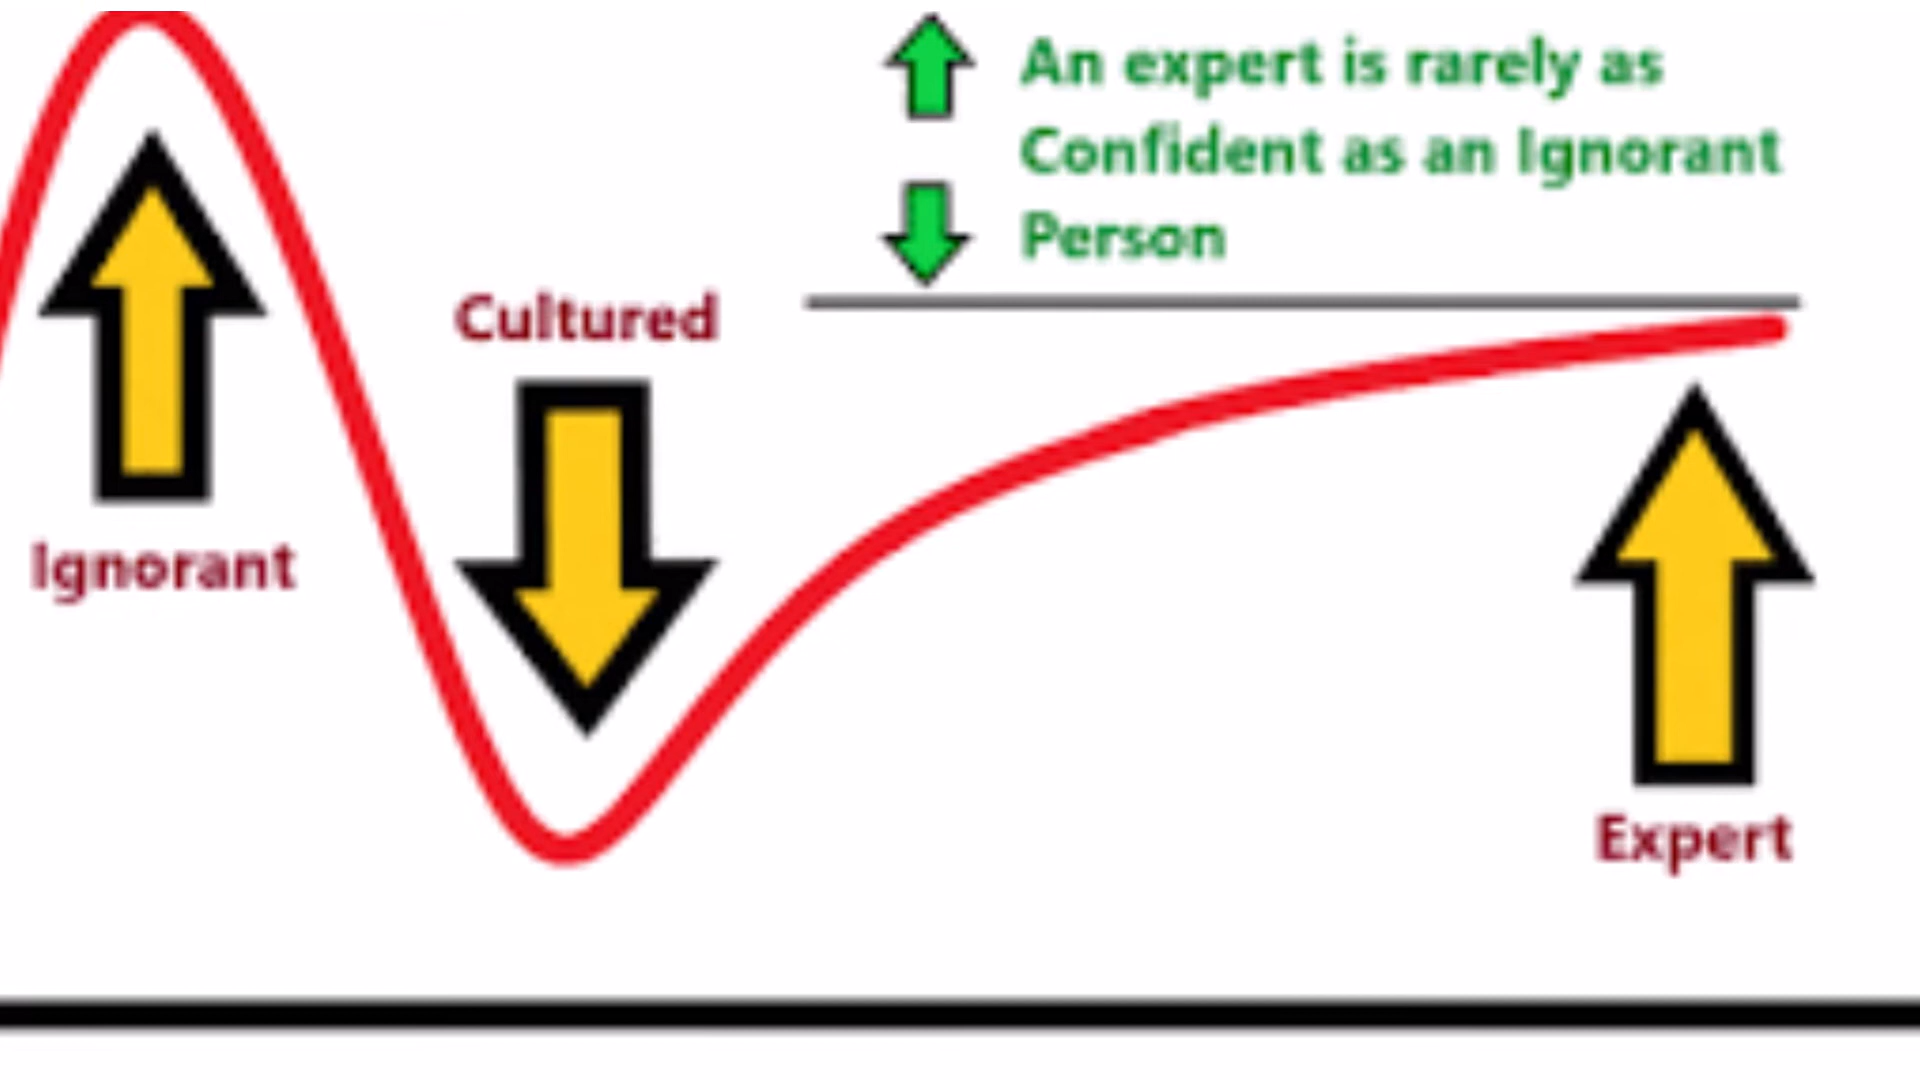 An expert is rarely as
Confident as an Ignorant
Person
Cultured
Ignorant
Expert